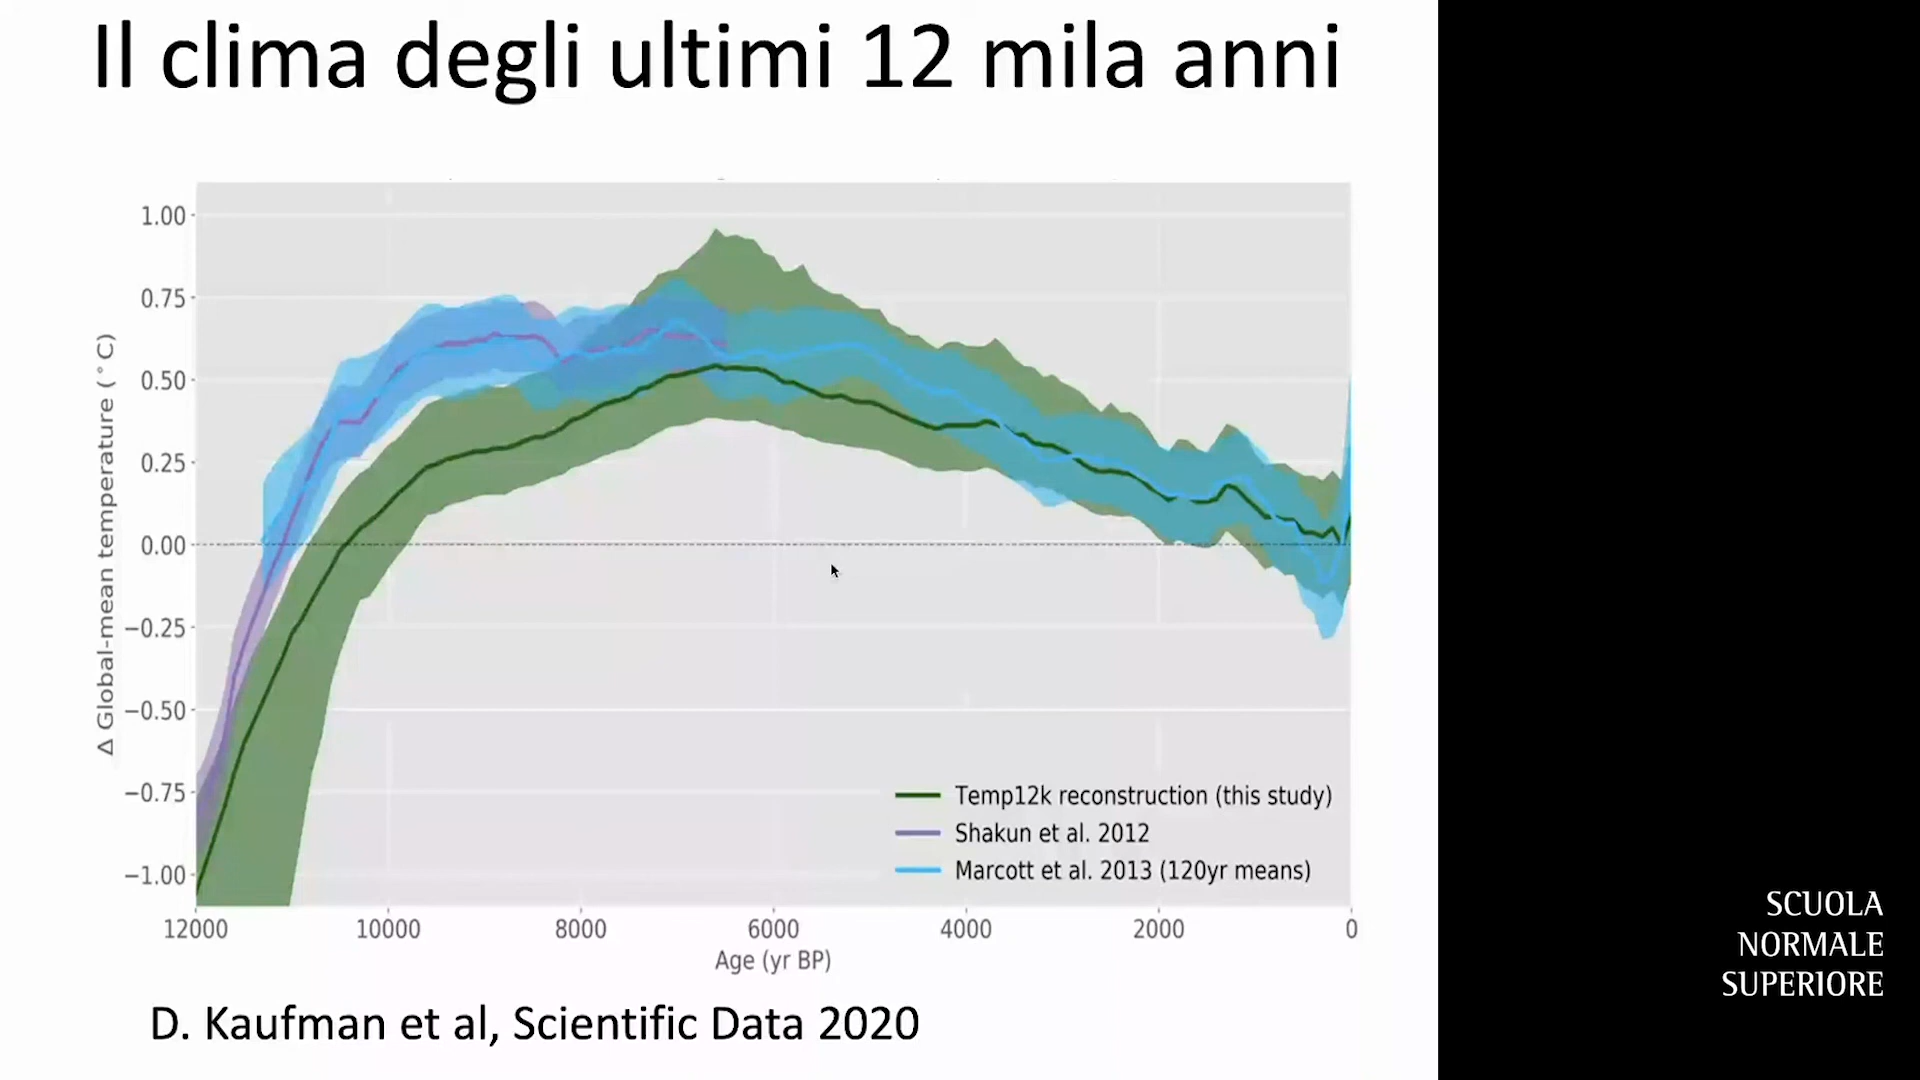 Il clima degli ultimi 12 mila anni
Δ Global-mean temperature (°C)
1.00
0.75
0.50
0.25
0.00
−0.25
−0.50
−0.75
−1.00
Temp12k reconstruction (this study)
Shakun et al. 2012
Marcott et al. 2013 (120yr means)
12000 10000 8000 6000 4000 2000 0
Age (yr BP)
D. Kaufman et al, Scientific Data 2020
SCUOLA
NORMALE
SUPERIORE